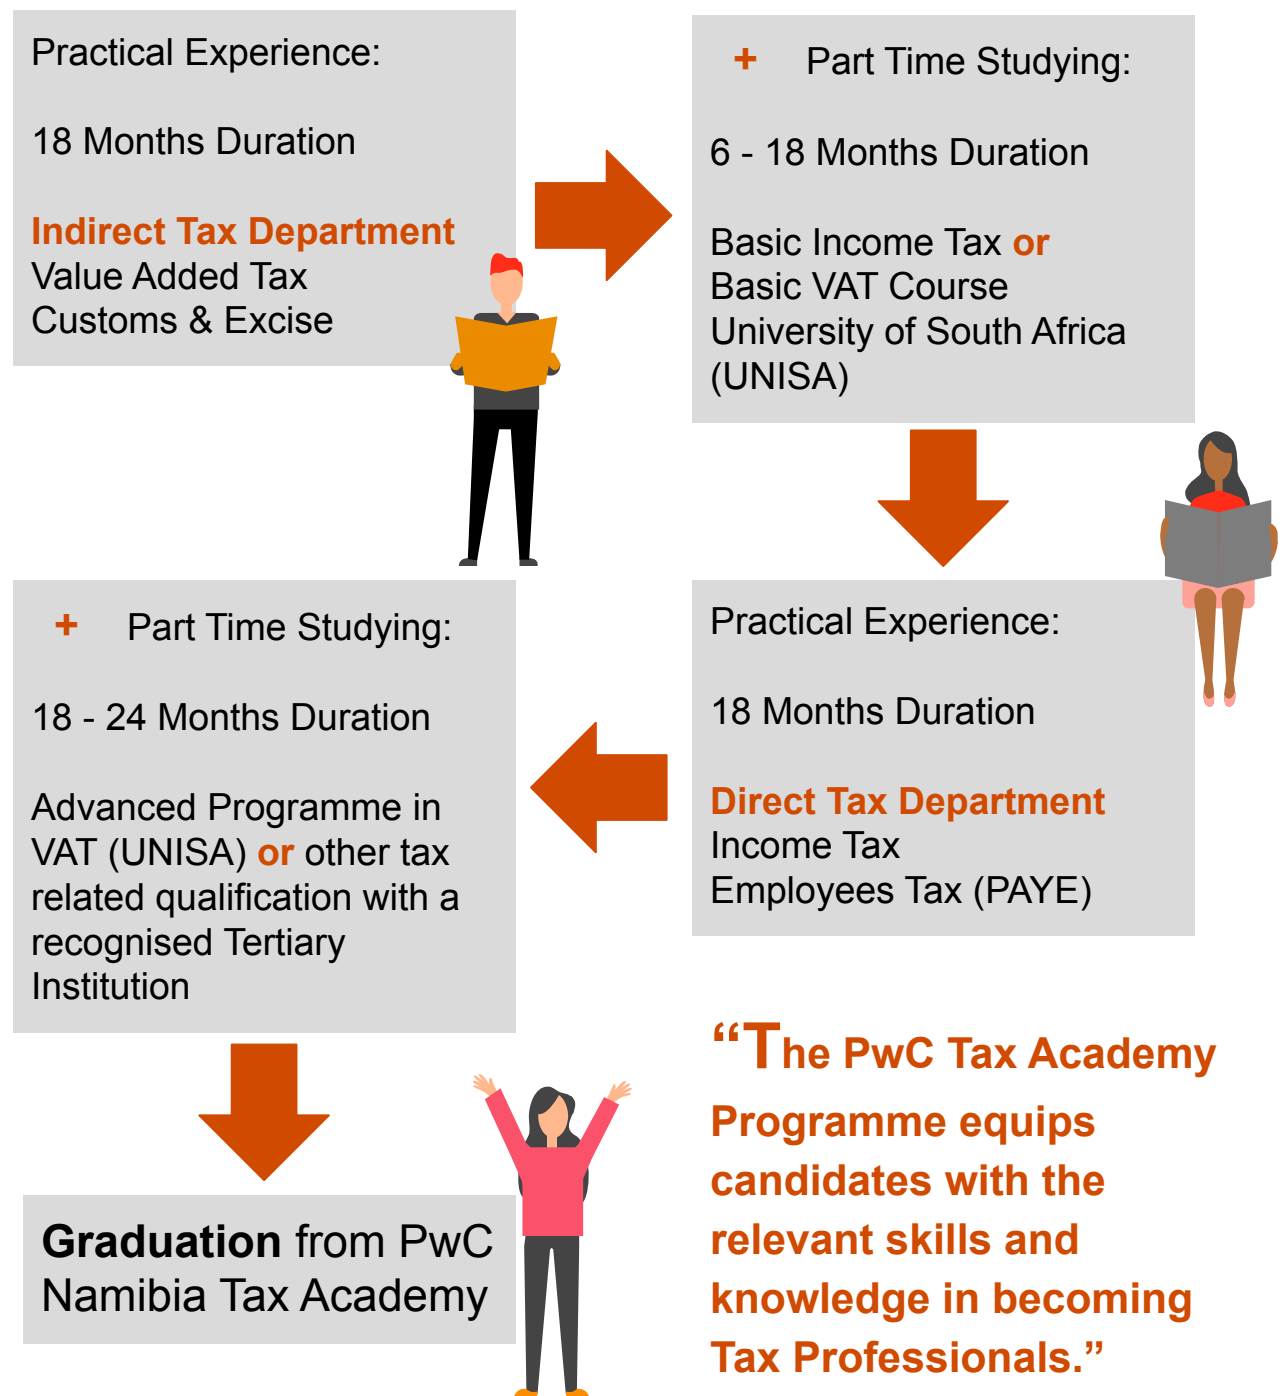 Practical Experience:
18 Months Duration
Indirect Tax Department
Value Added Tax
Customs & Excise
+ Part Time Studying:
6 - 18 Months Duration
Basic Income Tax or
Basic VAT Course
University of South Africa
(UNISA)
Practical Experience:
18 Months Duration
Direct Tax Department
Income Tax
Employees Tax (PAYE)
+ Part Time Studying:
18 - 24 Months Duration
Advanced Programme in
VAT (UNISA) or other tax
related qualification with a
recognised Tertiary
Institution
Graduation from PwC
Namibia Tax Academy
“The PwC Tax Academy
Programme equips
candidates with the
relevant skills and
knowledge in becoming
Tax Professionals.”